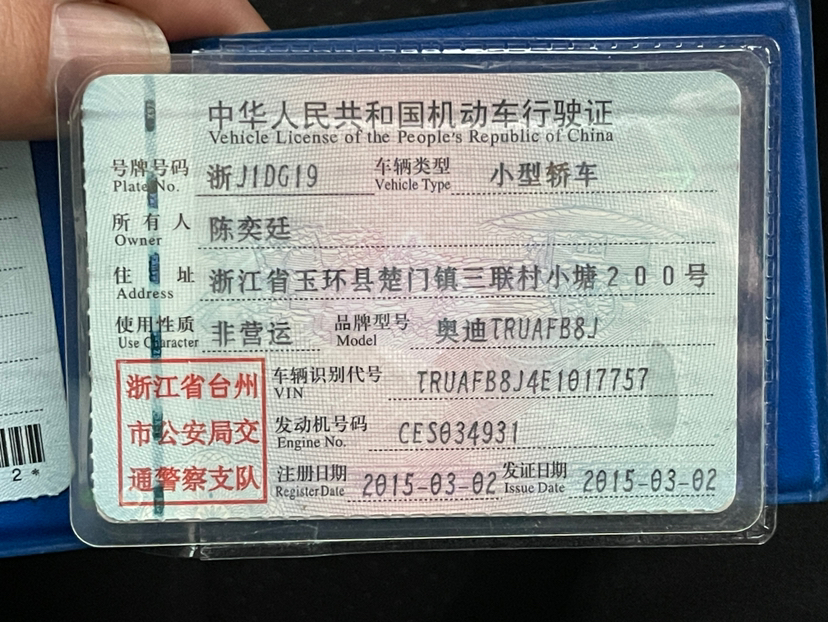 中华人民共和国机动车行驶证
Vehicle License of the People's Republic of China
号牌号码 浙J1DG19 车辆类型 小型轿车
Plate No. Vehicle Type
所有人 陈奕廷
Owner
住址 浙江省玉环县楚门镇三联村小塘200号
Address
使用性质 非营运 品牌型号 奥迪TRUAFB8J
Use Character Model
浙江省台州
市公安局交
通警察支队
车辆识别代号 TRUAFB8J4E1017757
VIN
发动机号码 CES034931
Engine No.
注册日期 2015-03-02 发证日期 2015-03-02
Register Date Issue Date
2*